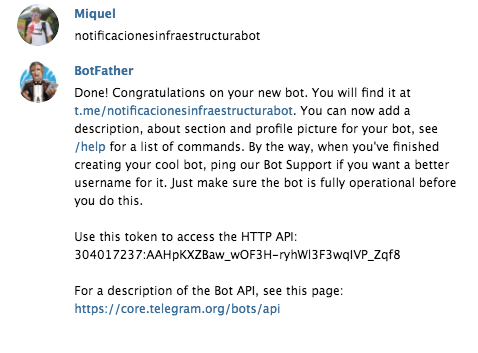 Miquel
notificacionesinfraestructurabot
BotFather
Done! Congratulations on your new bot. You will find it at
t.me/notificacionesinfraestructurabot. You can now add a
description, about section and profile picture for your bot, see
/help for a list of commands. By the way, when you've finished
creating your cool bot, ping our Bot Support if you want a better
username for it. Just make sure the bot is fully operational before
you do this.
Use this token to access the HTTP API:
304017237:AAHpKXZBaw_wOF3H-ryhWl3F3wqIVP_Zqf8
For a description of the Bot API, see this page:
https://core.telegram.org/bots/api